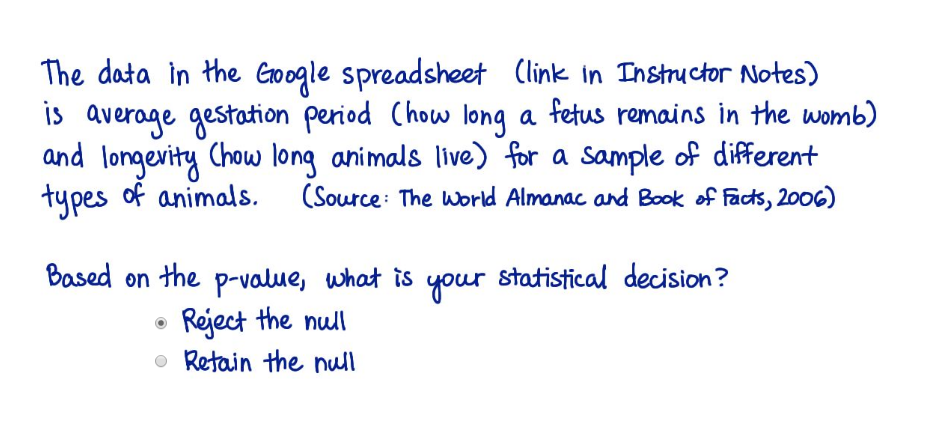 The data in the Google spreadsheet (link in Instructor Notes)
is average gestation period (how long a fetus remains in the womb)
and longevity (how long animals live) for a sample of different
types of animals. (Source: The World Almanac and Book of Facts, 2006)
Based on the p-value, what is your statistical decision?
Reject the null
Retain the null